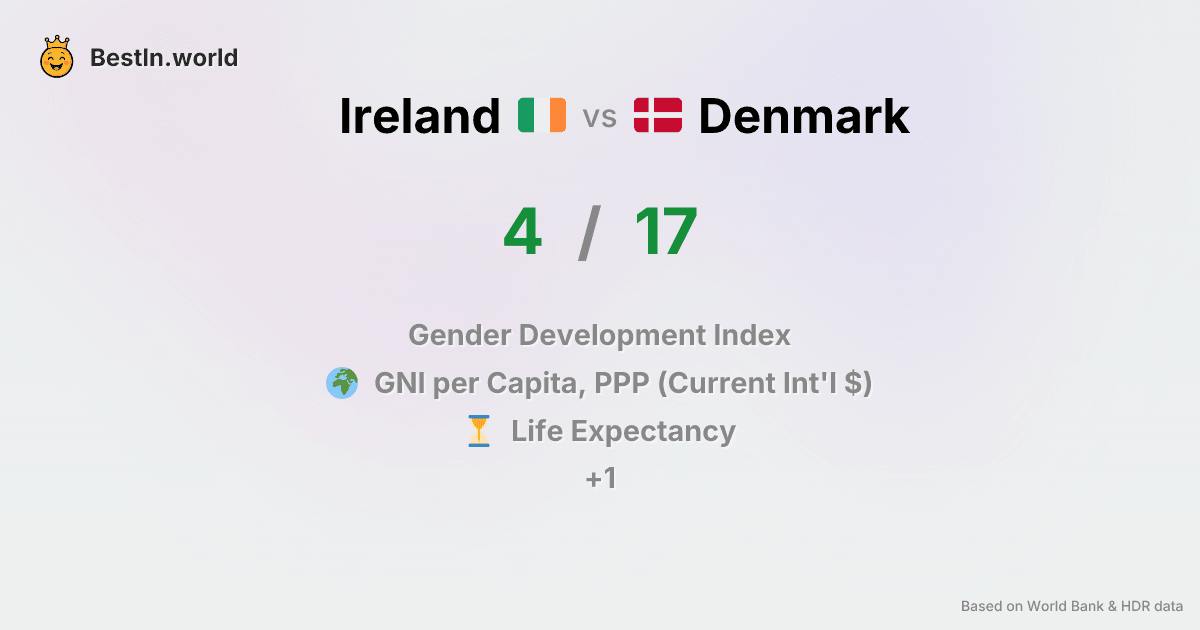 BestIn.world
Ireland vs Denmark
4 / 17
Gender Development Index
GNI per Capita, PPP (Current Int'l $)
Life Expectancy
+1
Based on World Bank & HDR data